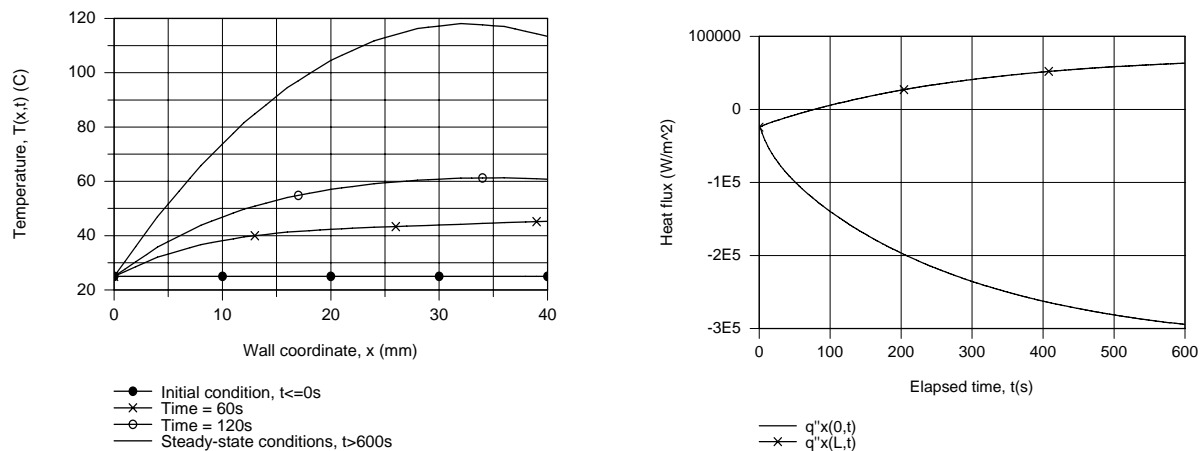 120
100
80
60
40
20
Temperature, T(x,t) (C)
0
10
20
30
40
Wall coordinate, x (mm)
Initial condition, t<=0s
Time = 60s
Time = 120s
Steady-state conditions, t>600s
100000
0
-1E5
-2E5
-3E5
Heat flux (W/m^2)
0
100
200
300
400
500
600
Elapsed time, t(s)
q"x(0,t)
q"x(L,t)